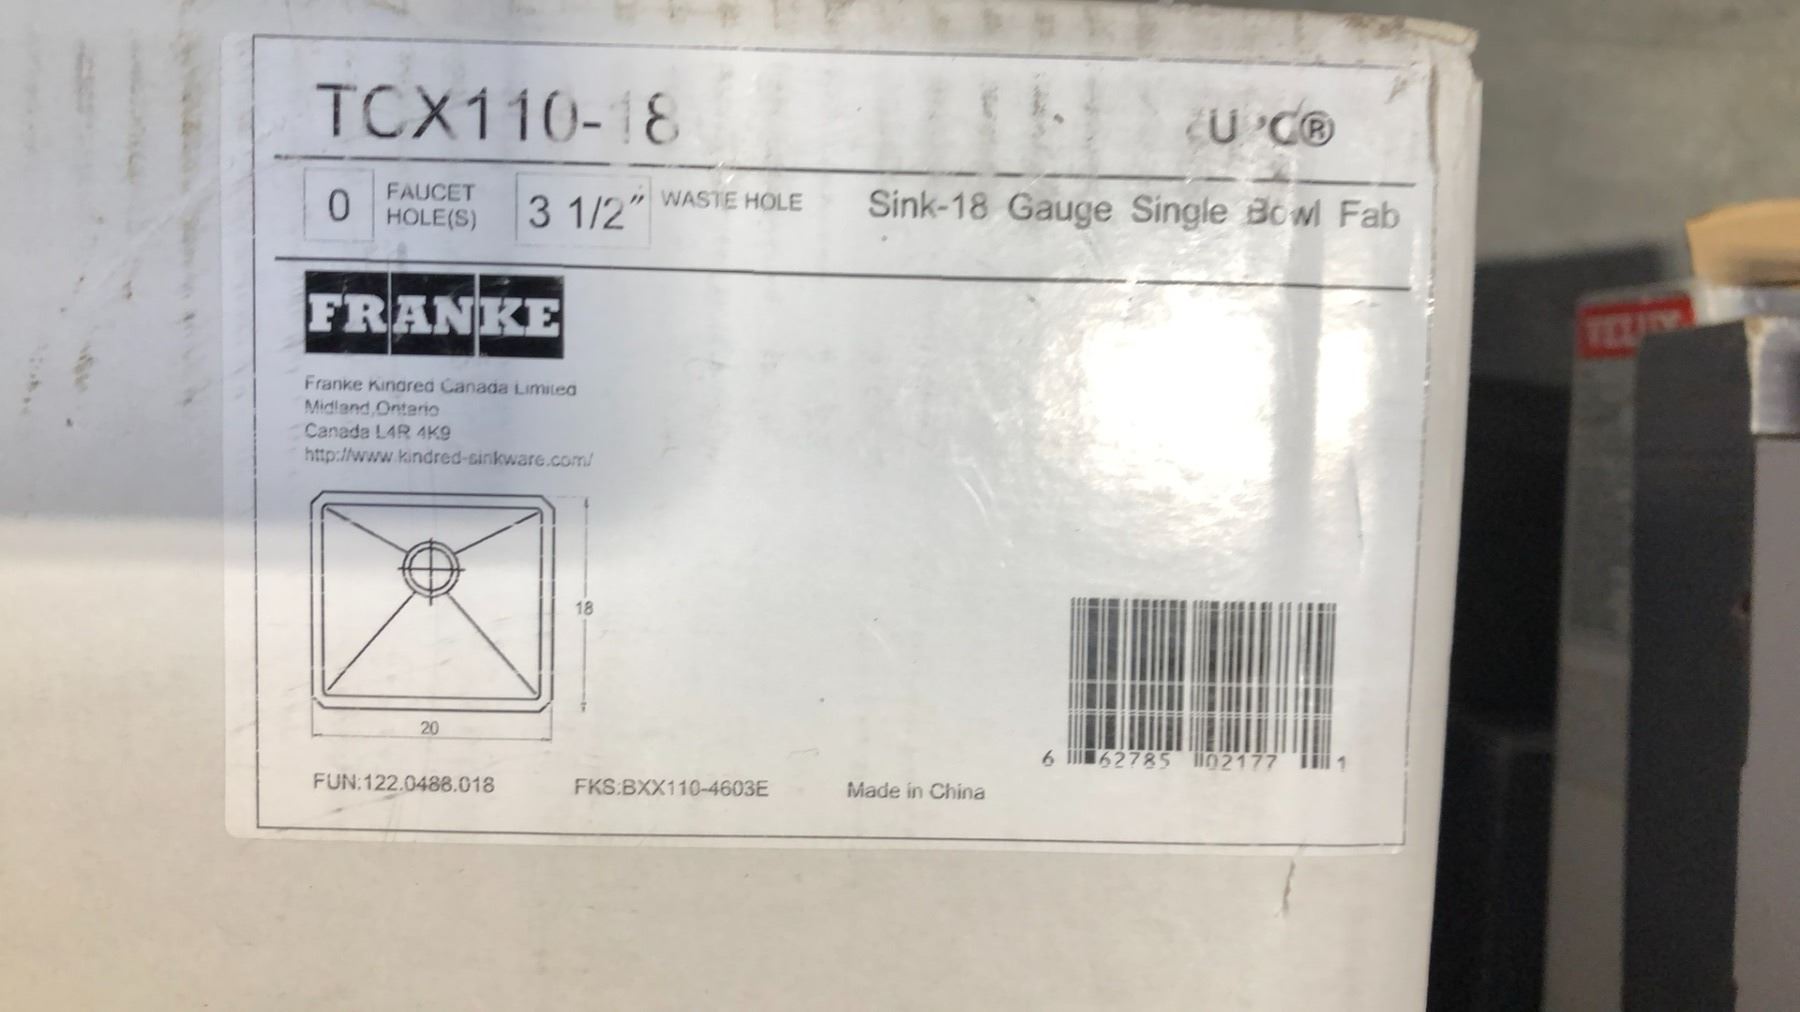 TCX110-18
U PC®
0
FAUCET
HOLE(S)
3 1/2"
WASTE HOLE
Sink-18 Gauge Single Bowl Fab
FRANKE
Franke Kindred Canada Limited
Midland,Ontario
Canada L4R 4K9
http://www.kindred-sinkware.com/
18
20
6 62785 02177 1
FUN:122.0488.018
FKS:BXX110-4603E
Made in China